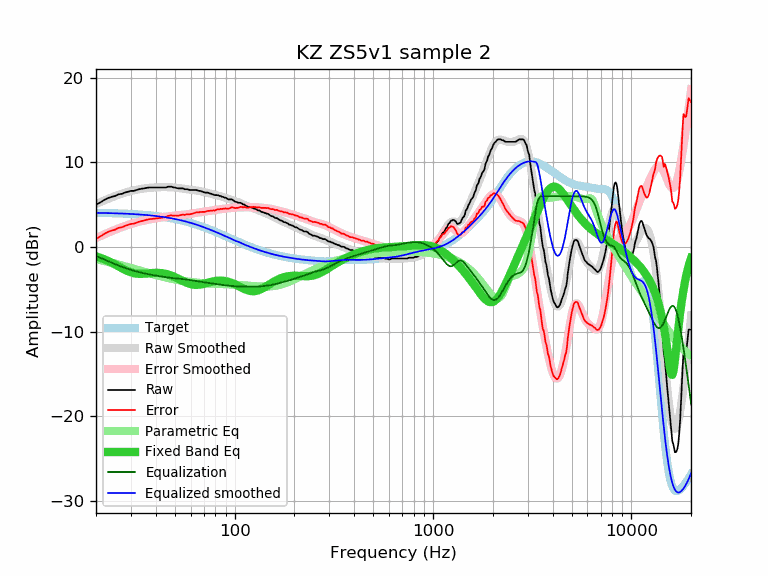 KZ ZS5v1 sample 2
Amplitude (dBr)
20
10
0
−10
−20
−30
Target
Raw Smoothed
Error Smoothed
Raw
Error
Parametric Eq
Fixed Band Eq
Equalization
Equalized smoothed
100
1000
10000
Frequency (Hz)